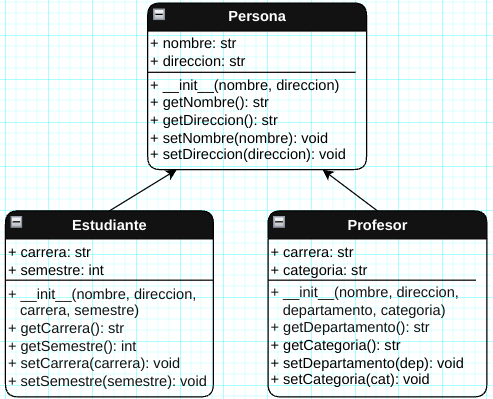 Persona
+ nombre: str
+ direccion: str
+ __init__(nombre, direccion)
+ getNombre(): str
+ getDireccion(): str
+ setNombre(nombre): void
+ setDireccion(direccion): void
Estudiante
+ carrera: str
+ semestre: int
+ __init__(nombre, direccion,
carrera, semestre)
+ getCarrera(): str
+ getSemestre(): int
+ setCarrera(carrera): void
+ setSemestre(semestre): void
Profesor
+ carrera: str
+ categoria: str
+ __init__(nombre, direccion,
departamento, categoria)
+ getDepartamento(): str
+ getCategoria(): str
+ setDepartamento(dep): void
+ setCategoria(cat): void